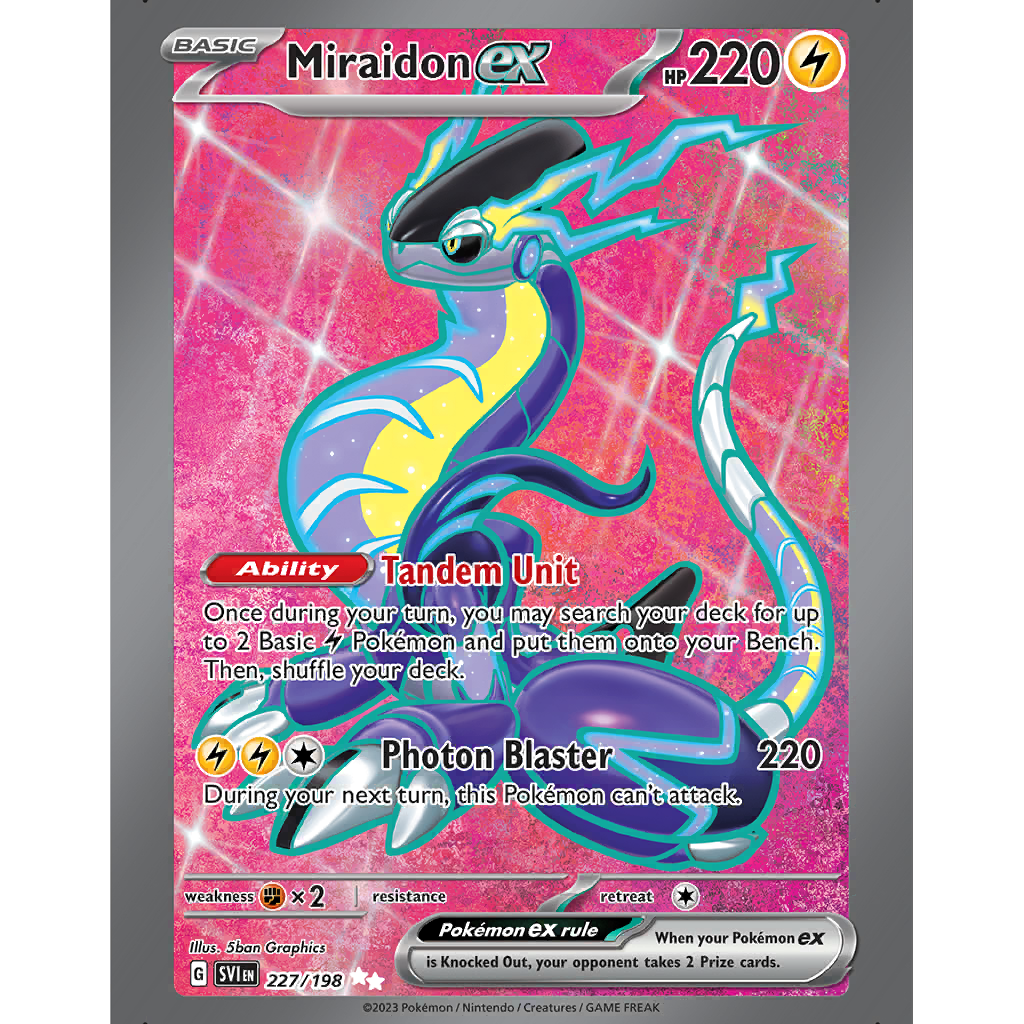 BASIC
Miraidon ex
HP 220
Ability Tandem Unit
Once during your turn, you may search your deck for up
to 2 Basic Pokémon and put them onto your Bench.
Then, shuffle your deck.
Photon Blaster 220
During your next turn, this Pokémon can't attack.
weakness ×2 resistance retreat
Pokémon ex rule When your Pokémon ex
is Knocked Out, your opponent takes 2 Prize cards.
Illus. 5ban Graphics
G SVI EN 227/198
©2023 Pokémon / Nintendo / Creatures / GAME FREAK